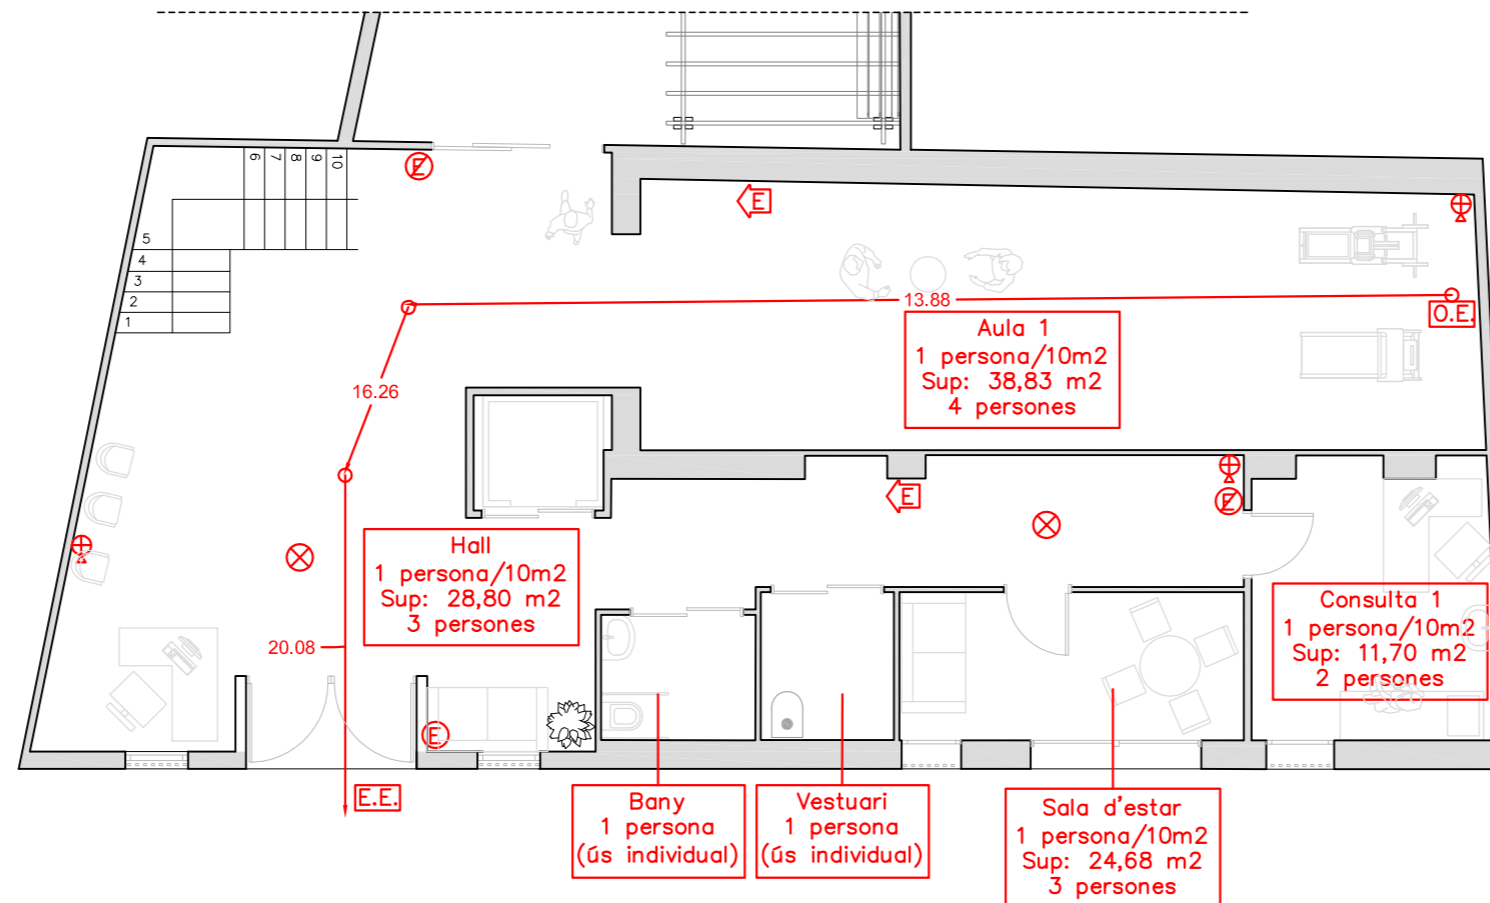 6
7
8
9
10
5
4
3
2
1
E
E
13.88
O.E.
Aula 1
1 persona/10m2
Sup: 38,83 m2
4 persones
16.26
E
E
Hall
1 persona/10m2
Sup: 28,80 m2
3 persones
Consulta 1
1 persona/10m2
Sup: 11,70 m2
2 persones
20.08
E
E.E.
Bany
1 persona
(ús individual)
Vestuari
1 persona
(ús individual)
Sala d'estar
1 persona/10m2
Sup: 24,68 m2
3 persones